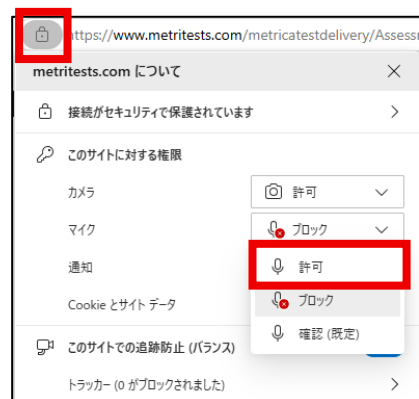 https://www.metritests.com/metricatestdelivery/Assess
metritests.com について
接続がセキュリティで保護されています
このサイトに対する権限
カメラ
許可
マイク
ブロック
通知
許可
Cookie とサイト データ
ブロック
確認 (既定)
このサイトでの追跡防止 (バランス)
トラッカー (0 がブロックされました)